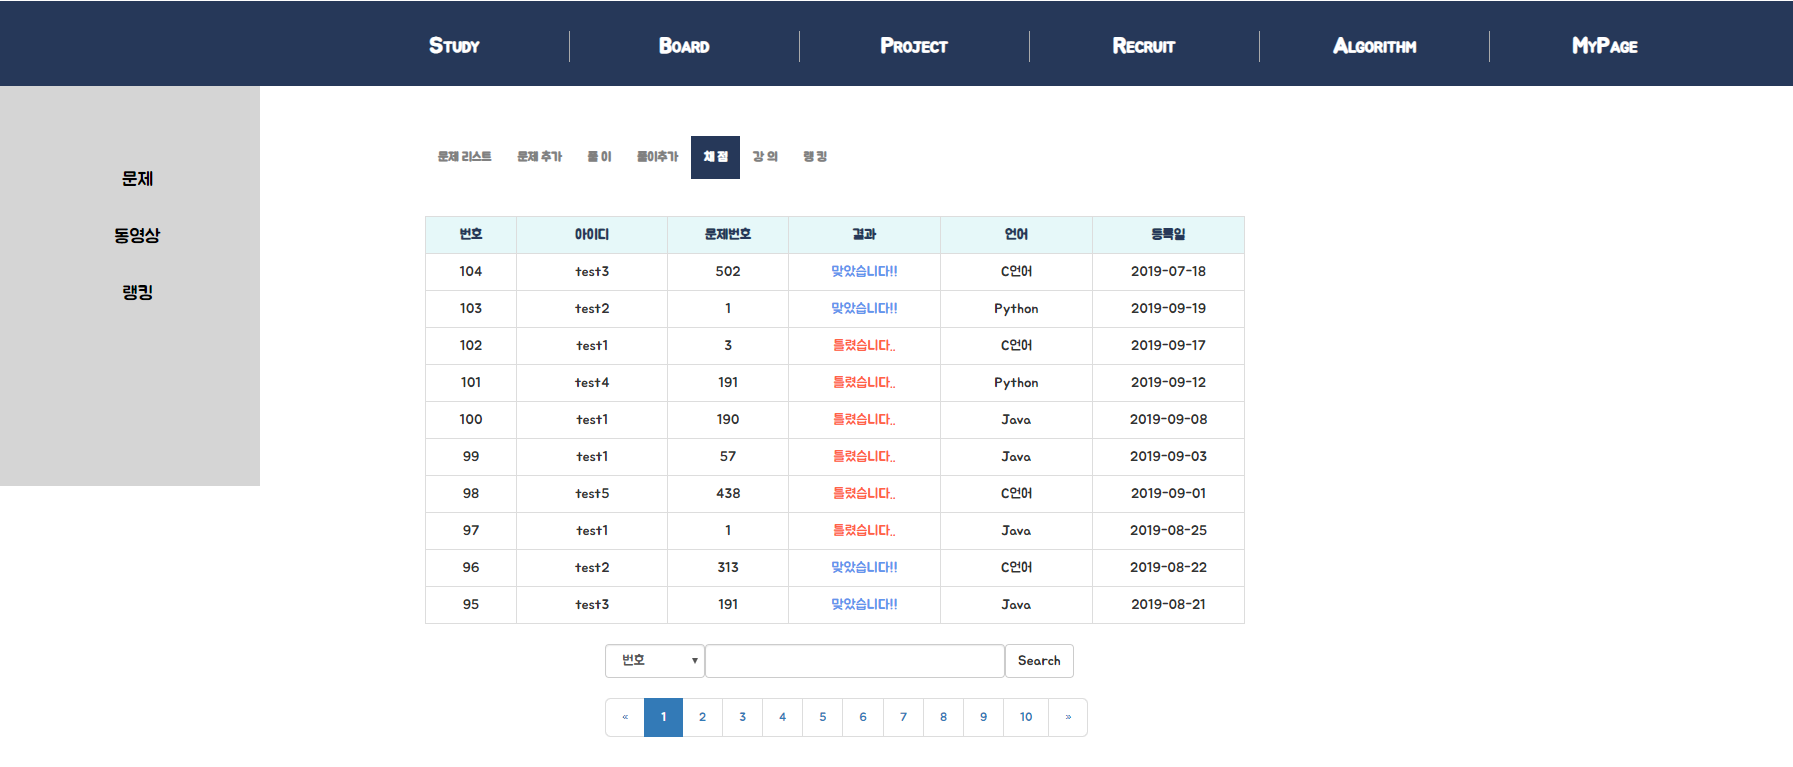 Study Board Project Recruit Algorithm MyPage
문제
동영상
랭킹
문제 리스트 문제 추가 풀 이 풀이추가 채 점 강 의 랭 킹
번호 아이디 문제번호 결과 언어 등록일
104 test3 502 맞았습니다!! C언어 2019-07-18
103 test2 1 맞았습니다!! Python 2019-09-19
102 test1 3 틀렸습니다.. C언어 2019-09-17
101 test4 191 틀렸습니다.. Python 2019-09-12
100 test1 190 틀렸습니다.. Java 2019-09-08
99 test1 57 틀렸습니다.. Java 2019-09-03
98 test5 438 틀렸습니다.. C언어 2019-09-01
97 test1 1 틀렸습니다.. Java 2019-08-25
96 test2 313 맞았습니다!! C언어 2019-08-22
95 test3 191 맞았습니다!! Java 2019-08-21
번호 Search
« 1 2 3 4 5 6 7 8 9 10 »